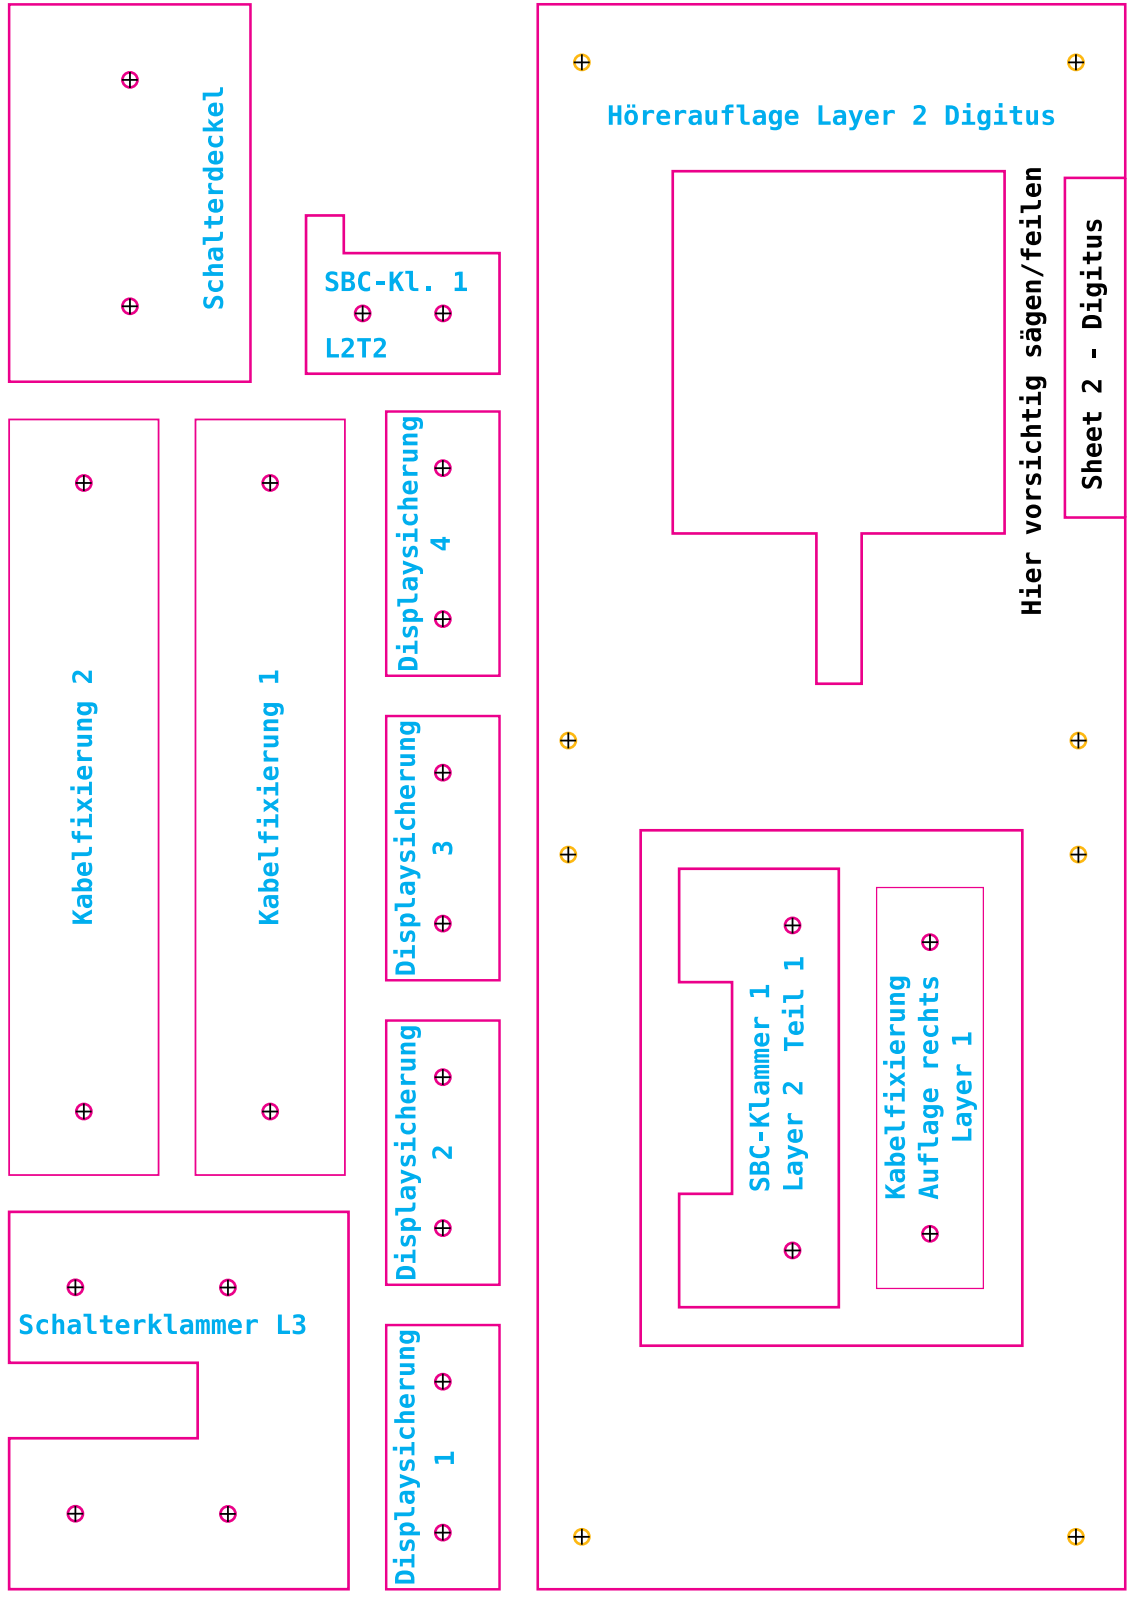 Schalterdeckel
SBC-Kl. 1
L2T2
Hörerauflage Layer 2 Digitus
Hier vorsichtig sägen/feilen
Sheet 2 - Digitus
Kabelfixierung 2
Kabelfixierung 1
Displaysicherung
4
Displaysicherung
3
Displaysicherung
2
Displaysicherung
1
SBC-Klammer 1
Layer 2 Teil 1
Kabelfixierung
Auflage rechts
Layer 1
Schalterklammer L3